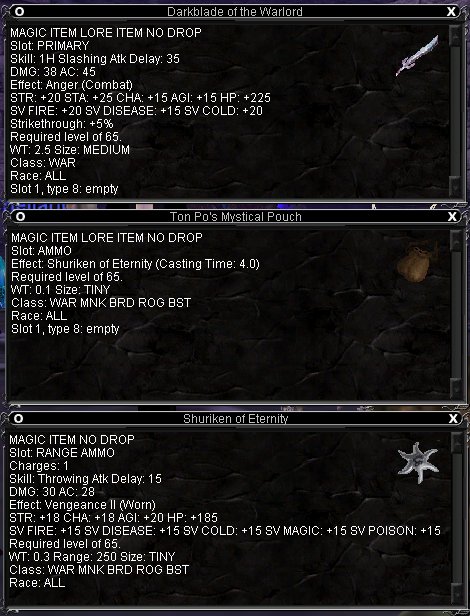 O Darkblade of the Warlord X
MAGIC ITEM LORE ITEM NO DROP
Slot: PRIMARY
Skill: 1H Slashing Atk Delay: 35
DMG: 38 AC: 45
Effect: Anger (Combat)
STR: +20 STA: +25 CHA: +15 AGI: +15 HP: +225
SV FIRE: +20 SV DISEASE: +15 SV COLD: +20
Strikethrough: +5%
Required level of 65.
WT: 2.5 Size: MEDIUM
Class: WAR
Race: ALL
Slot 1, type 8: empty
O Ton Po's Mystical Pouch X
MAGIC ITEM LORE ITEM NO DROP
Slot: AMMO
Effect: Shuriken of Eternity (Casting Time: 4.0)
Required level of 65.
WT: 0.1 Size: TINY
Class: WAR MNK BRD ROG BST
Race: ALL
Slot 1, type 8: empty
O Shuriken of Eternity X
MAGIC ITEM NO DROP
Slot: RANGE AMMO
Charges: 1
Skill: Throwing Atk Delay: 15
DMG: 30 AC: 28
Effect: Vengeance II (Worn)
STR: +18 CHA: +18 AGI: +20 HP: +185
SV FIRE: +15 SV DISEASE: +15 SV COLD: +15 SV MAGIC: +15 SV POISON: +15
Required level of 65.
WT: 0.3 Range: 250 Size: TINY
Class: WAR MNK BRD ROG BST
Race: ALL